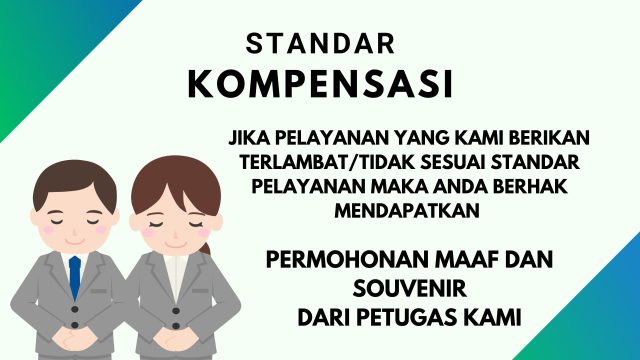 STANDAR
KOMPENSASI
JIKA PELAYANAN YANG KAMI BERIKAN
TERLAMBAT/TIDAK SESUAI STANDAR
PELAYANAN MAKA ANDA BERHAK
MENDAPATKAN
PERMOHONAN MAAF DAN
SOUVENIR
DARI PETUGAS KAMI